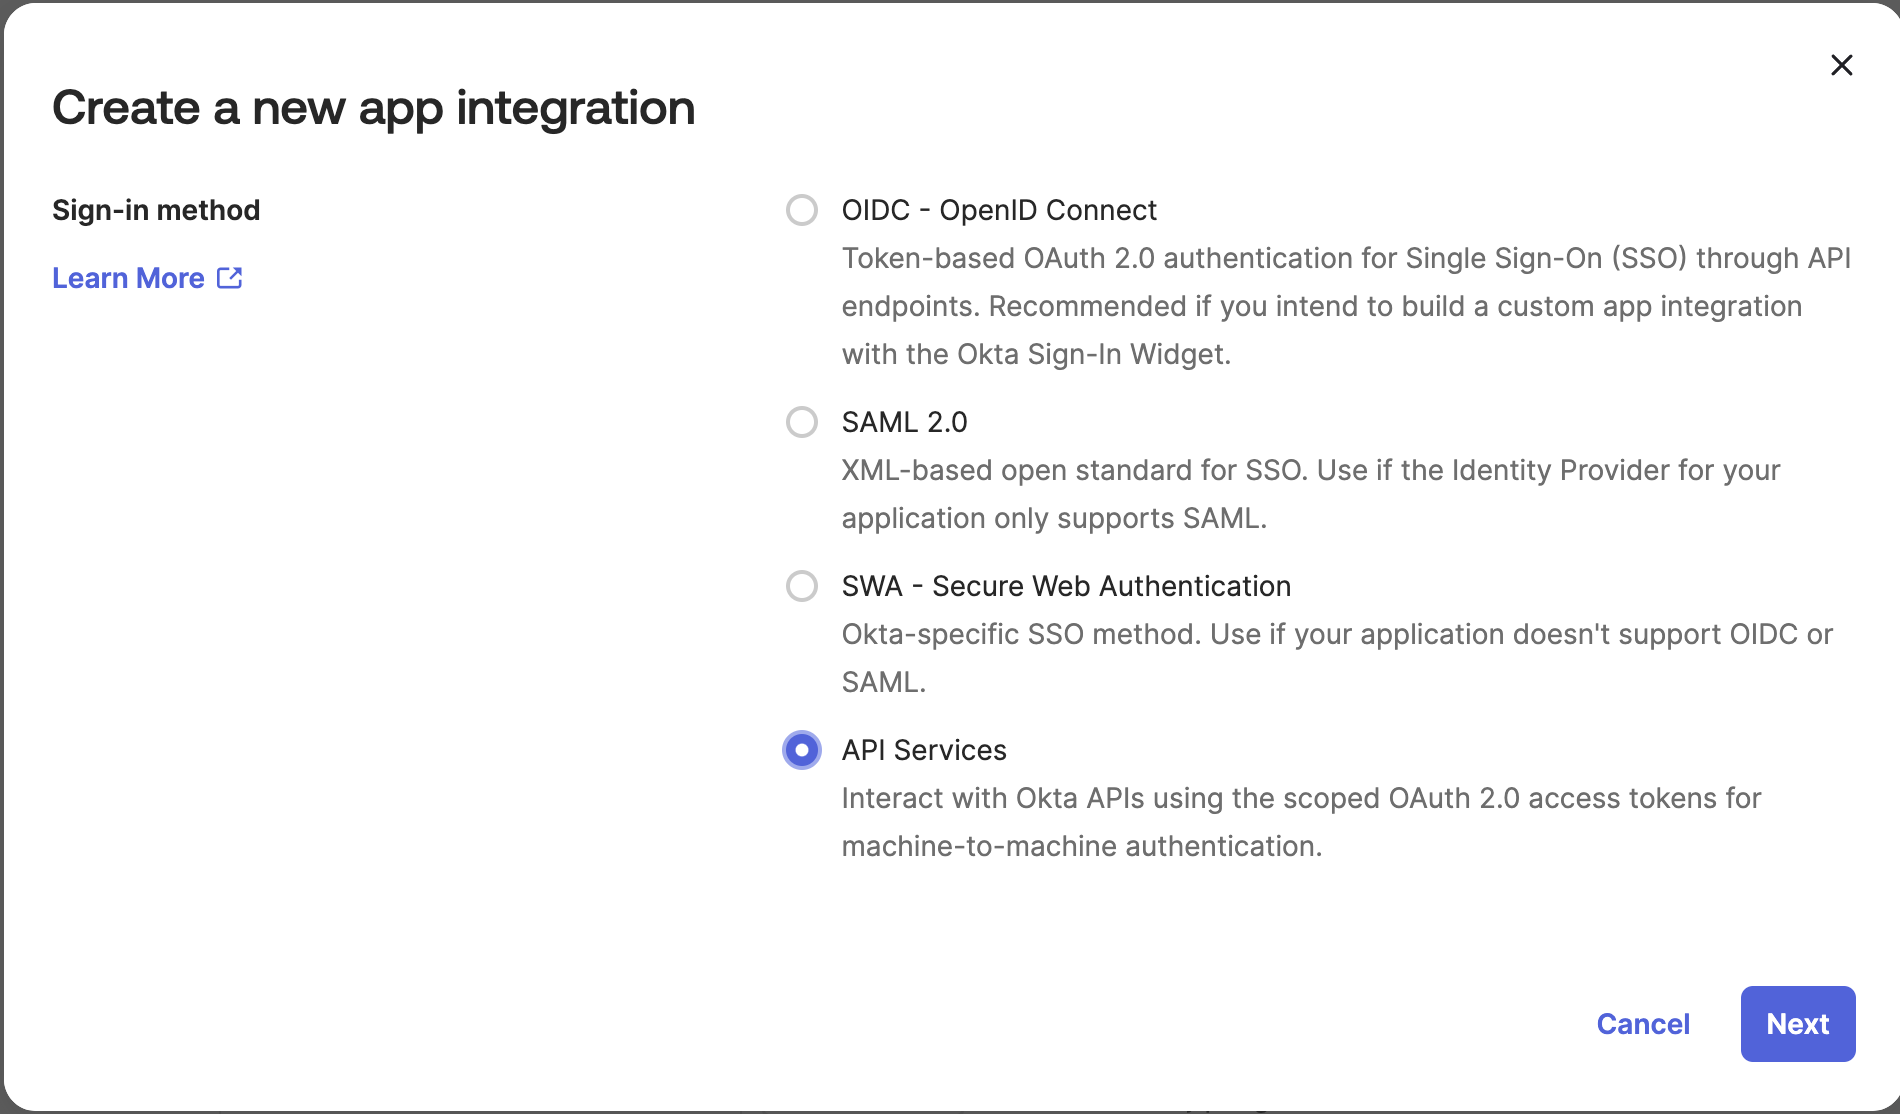 Create a new app integration
Sign-in method
Learn More
OIDC - OpenID Connect
Token-based OAuth 2.0 authentication for Single Sign-On (SSO) through API
endpoints. Recommended if you intend to build a custom app integration
with the Okta Sign-In Widget.
SAML 2.0
XML-based open standard for SSO. Use if the Identity Provider for your
application only supports SAML.
SWA - Secure Web Authentication
Okta-specific SSO method. Use if your application doesn't support OIDC or
SAML.
API Services
Interact with Okta APIs using the scoped OAuth 2.0 access tokens for
machine-to-machine authentication.
Cancel
Next